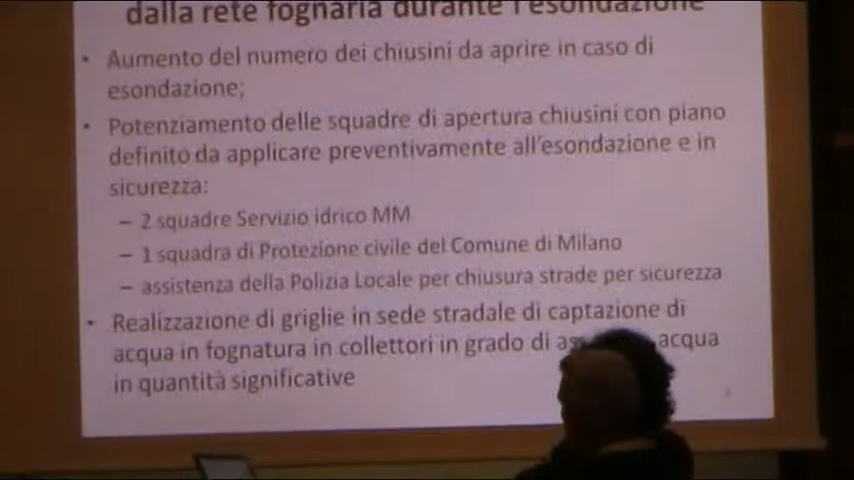 dalla rete fognaria durante l'esondazione
• Aumento del numero dei chiusini da aprire in caso di
esondazione;
• Potenziamento delle squadre di apertura chiusini con piano
definito da applicare preventivamente all'esondazione e in
sicurezza:
– 2 squadre Servizio idrico MM
– 1 squadra di Protezione civile del Comune di Milano
– assistenza della Polizia Locale per chiusura strade per sicurezza
• Realizzazione di griglie in sede stradale di captazione di
acqua in fognatura in collettori in grado di acqua
in quantità significative